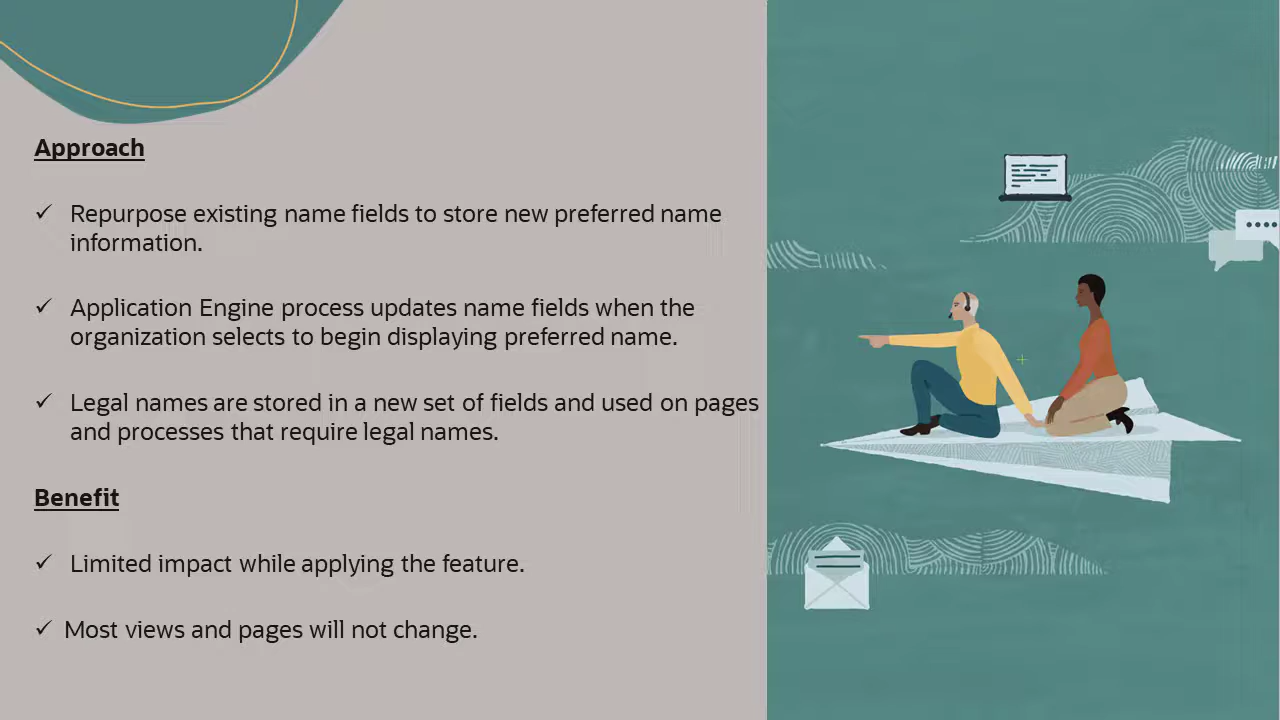 Approach
✓ Repurpose existing name fields to store new preferred name
information.
✓ Application Engine process updates name fields when the
organization selects to begin displaying preferred name.
✓ Legal names are stored in a new set of fields and used on pages
and processes that require legal names.
Benefit
✓ Limited impact while applying the feature.
✓ Most views and pages will not change.